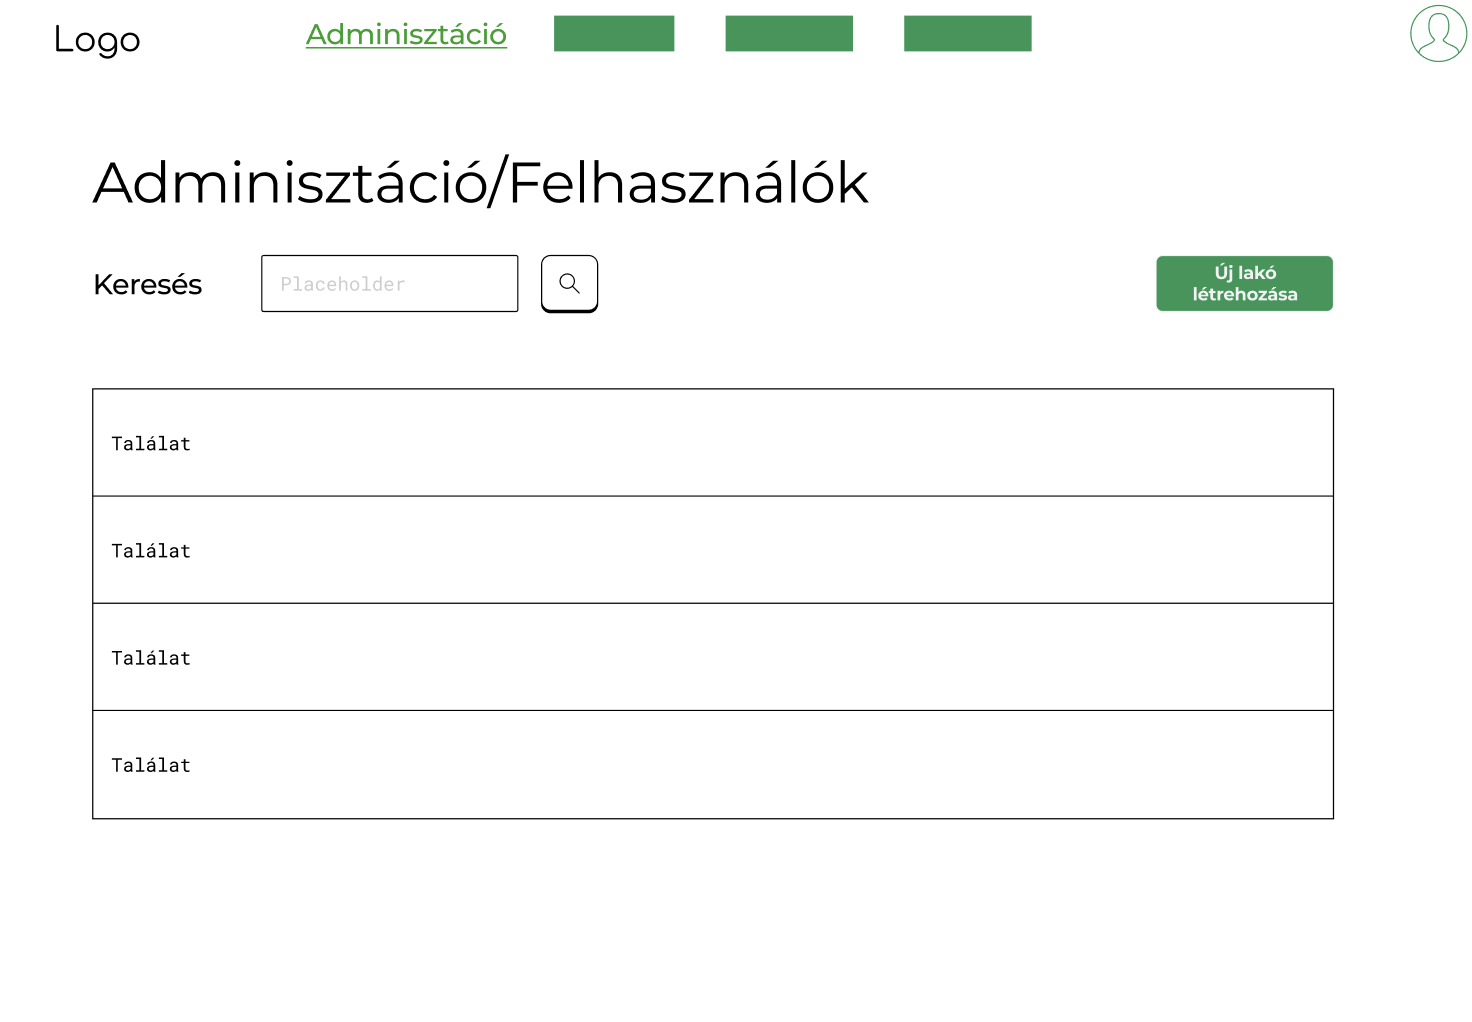 Logo
Adminisztáció
Adminisztáció/Felhasználók
Keresés
Placeholder
Új lakó
létrehozása
Találat
Találat
Találat
Találat